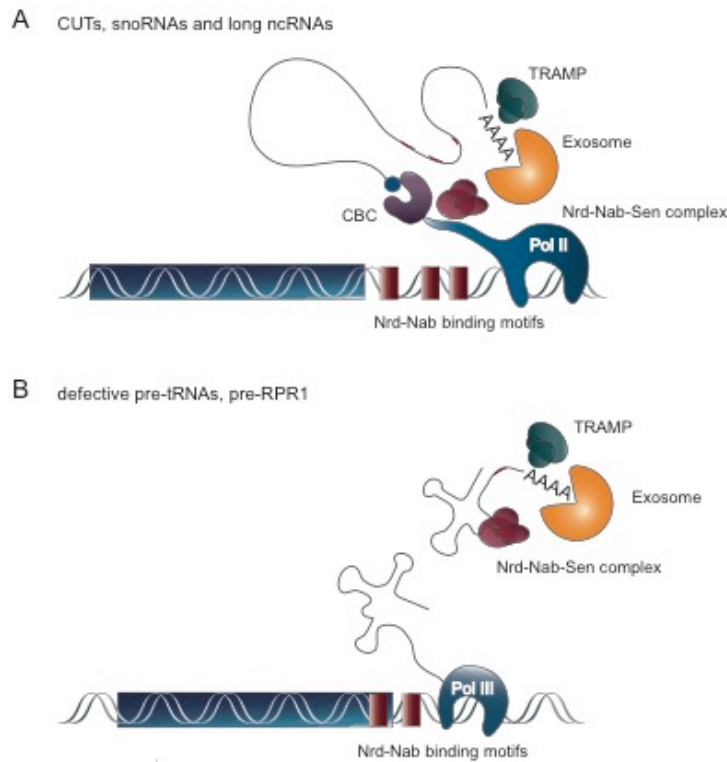 A CUTs, snoRNAs and long ncRNAs
TRAMP
AAAA
Exosome
CBC
Nrd-Nab-Sen complex
Pol II
Nrd-Nab binding motifs
B defective pre-tRNAs, pre-RPR1
TRAMP
AAAA
Exosome
Nrd-Nab-Sen complex
Pol III
Nrd-Nab binding motifs